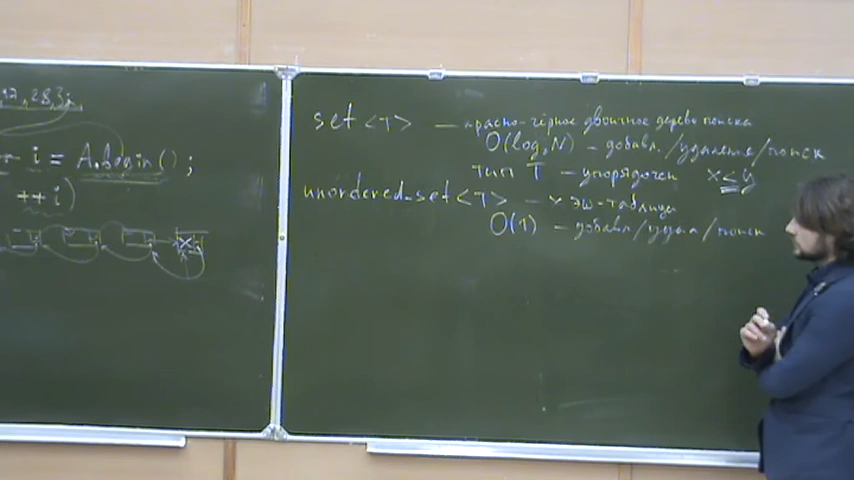 i = A.begin();
++i)
set <T> — красно-чёрное двоичное дерево поиска
O(log₂N) – добавл./удаления/поиск
тип T – упорядочен x ≤ y
unordered_set<T> – хэш-таблица
O(1) – добавл/удал/поиск